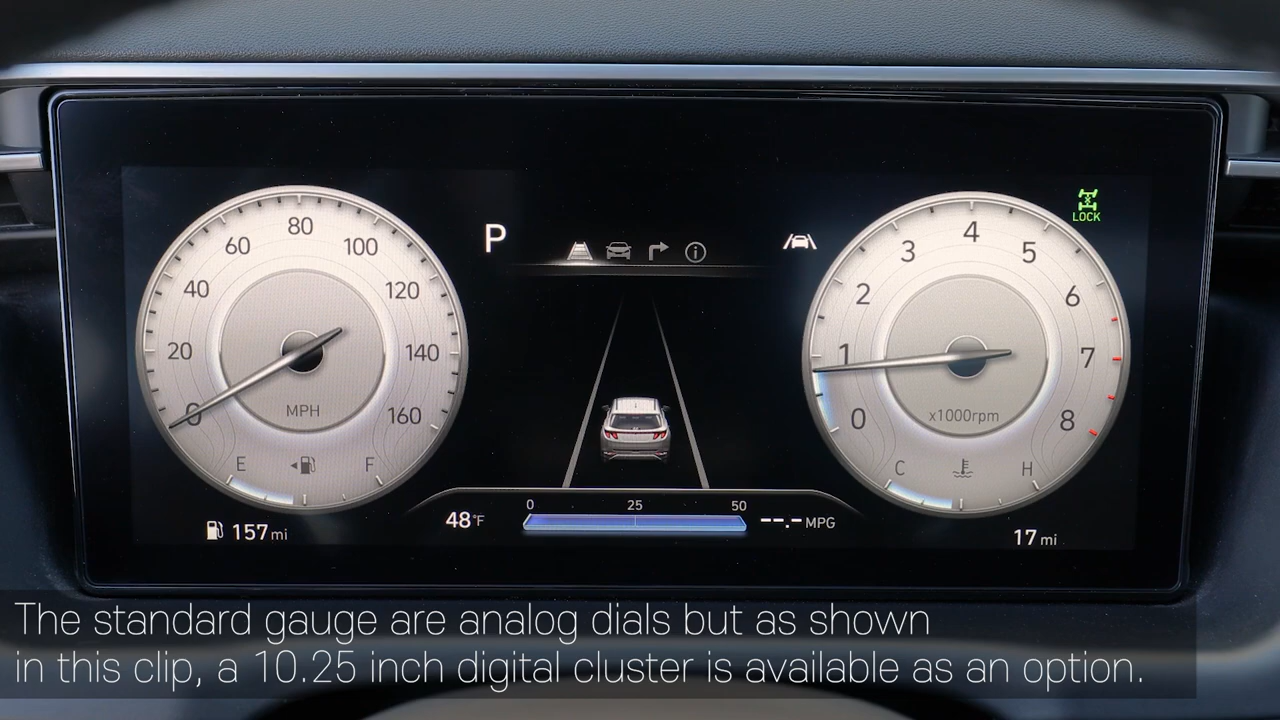 80
60
100
40
120
20
140
0
160
MPH
E
F
157 mi
P
48°F
0 25 50
--.- MPG
LOCK
4
3
5
2
6
1
7
0
8
x1000rpm
C
H
17 mi
The standard gauge are analog dials but as shown
in this clip, a 10.25 inch digital cluster is available as an option.